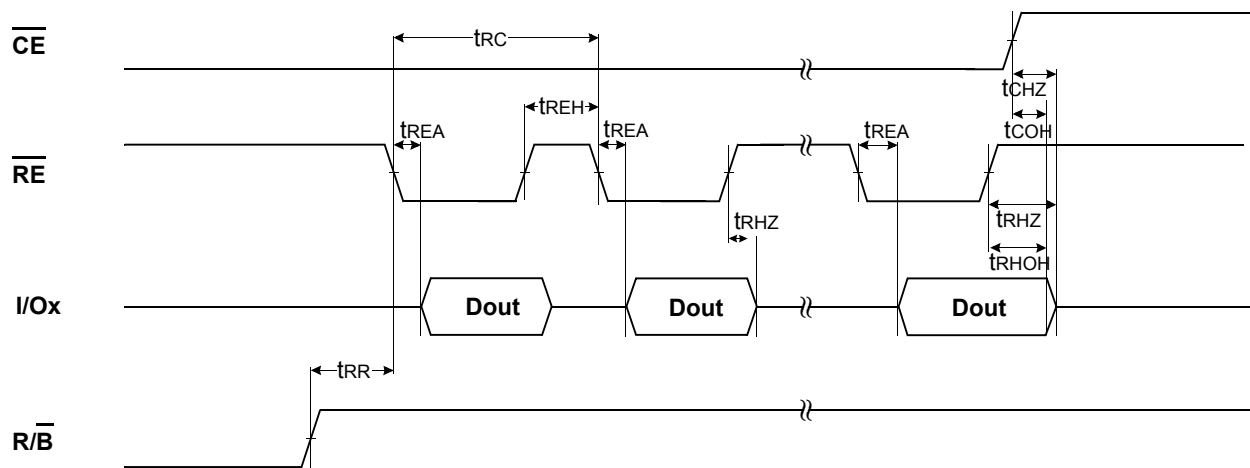 CE
tRC
tCHZ
tREH
tREA
tREA
tREA
tCOH
RE
tRHZ
tRHZ
tRHOH
I/Ox
Dout
Dout
Dout
tRR
R/B